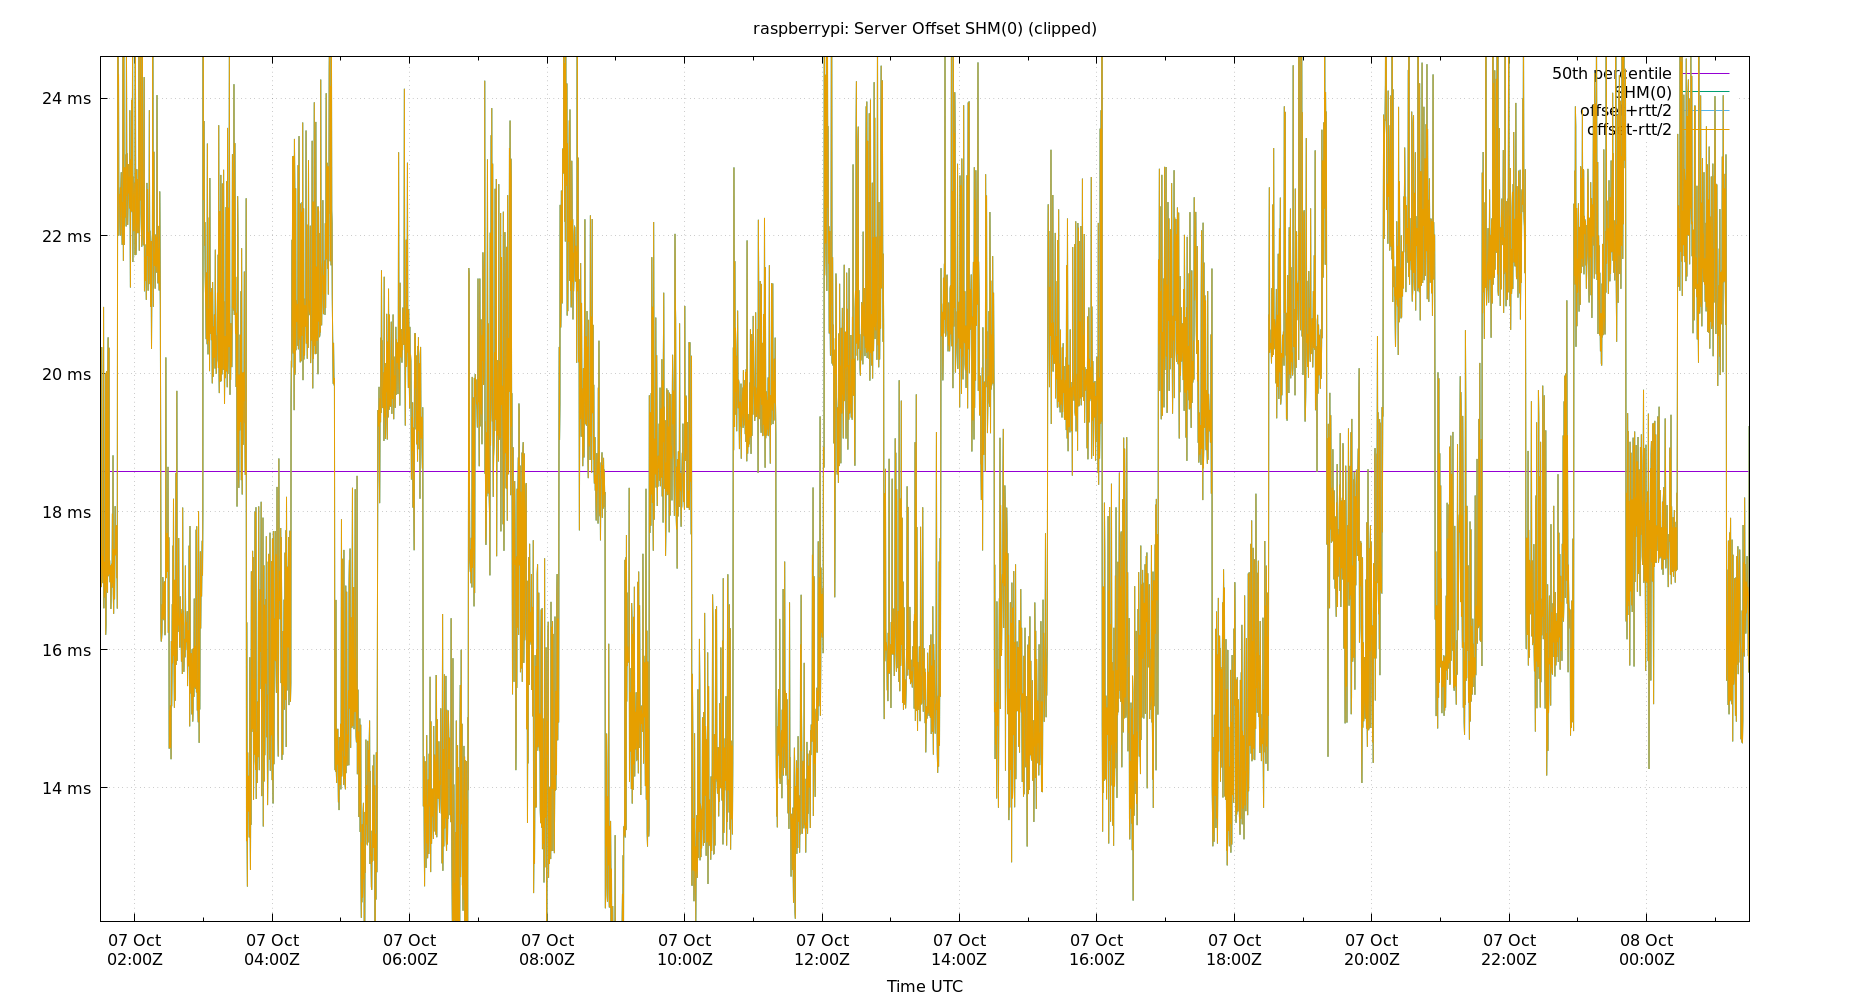 raspberrypi: Server Offset SHM(0) (clipped)
50th percentile
SHM(0)
offset+rtt/2
offset-rtt/2
24 ms
22 ms
20 ms
18 ms
16 ms
14 ms
07 Oct 07 Oct 07 Oct 07 Oct 07 Oct 07 Oct 07 Oct 07 Oct 07 Oct 07 Oct 07 Oct 08 Oct
02:00Z 04:00Z 06:00Z 08:00Z 10:00Z 12:00Z 14:00Z 16:00Z 18:00Z 20:00Z 22:00Z 00:00Z
Time UTC